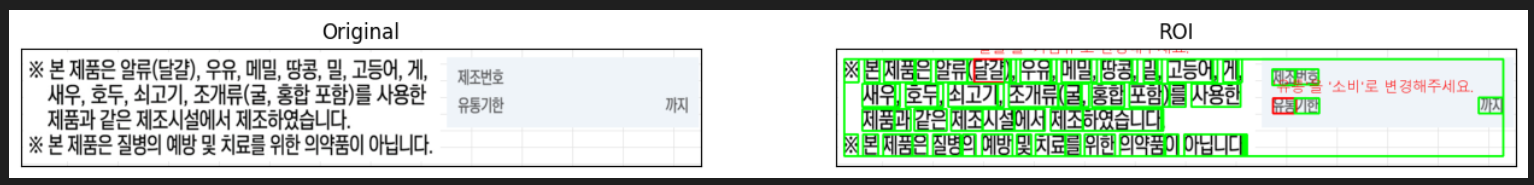 Original
※ 본 제품은 알류(달걀), 우유, 메밀, 땅콩, 밀, 고등어, 게,
새우, 호두, 쇠고기, 조개류(굴, 홍합 포함)를 사용한
제품과 같은 제조시설에서 제조하였습니다.
※ 본 제품은 질병의 예방 및 치료를 위한 의약품이 아닙니다.
제조번호
유통기한 까지
ROI
※ 본 제품은 알류(달걀), 우유, 메밀, 땅콩, 밀, 고등어, 게,
새우, 호두, 쇠고기, 조개류(굴, 홍합 포함)를 사용한
제품과 같은 제조시설에서 제조하였습니다.
※ 본 제품은 질병의 예방 및 치료를 위한 의약품이 아닙니다
제조번호
'유통'을 '소비'로 변경해주세요.
유통기한 까지